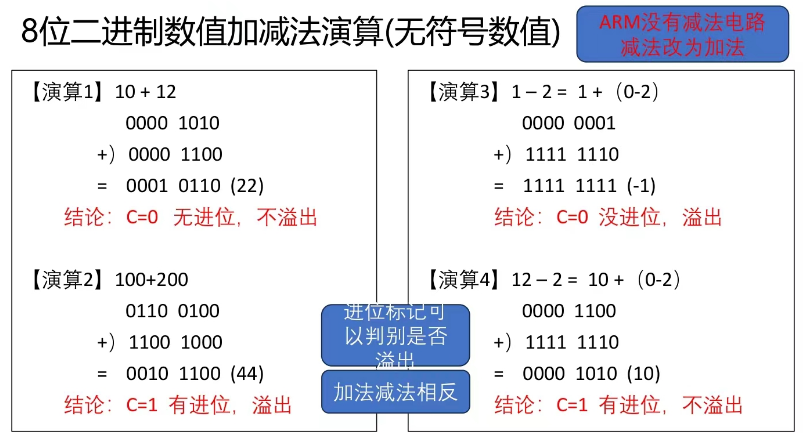 8位二进制数值加减法演算(无符号数值)
ARM没有减法电路
减法改为加法
【演算1】10 + 12
0000 1010
+）0000 1100
= 0001 0110 (22)
结论：C=0 无进位，不溢出
【演算2】100+200
0110 0100
+）1100 1000
= 0010 1100 (44)
结论：C=1 有进位，溢出
【演算3】1 – 2 = 1 +（0-2）
0000 0001
+）1111 1110
= 1111 1111 (-1)
结论：C=0 没进位，溢出
【演算4】12 – 2 = 10 +（0-2）
0000 1100
+）1111 1110
= 0000 1010 (10)
结论：C=1 有进位，不溢出
进位标记可
以判别是否
溢出
加法减法相反